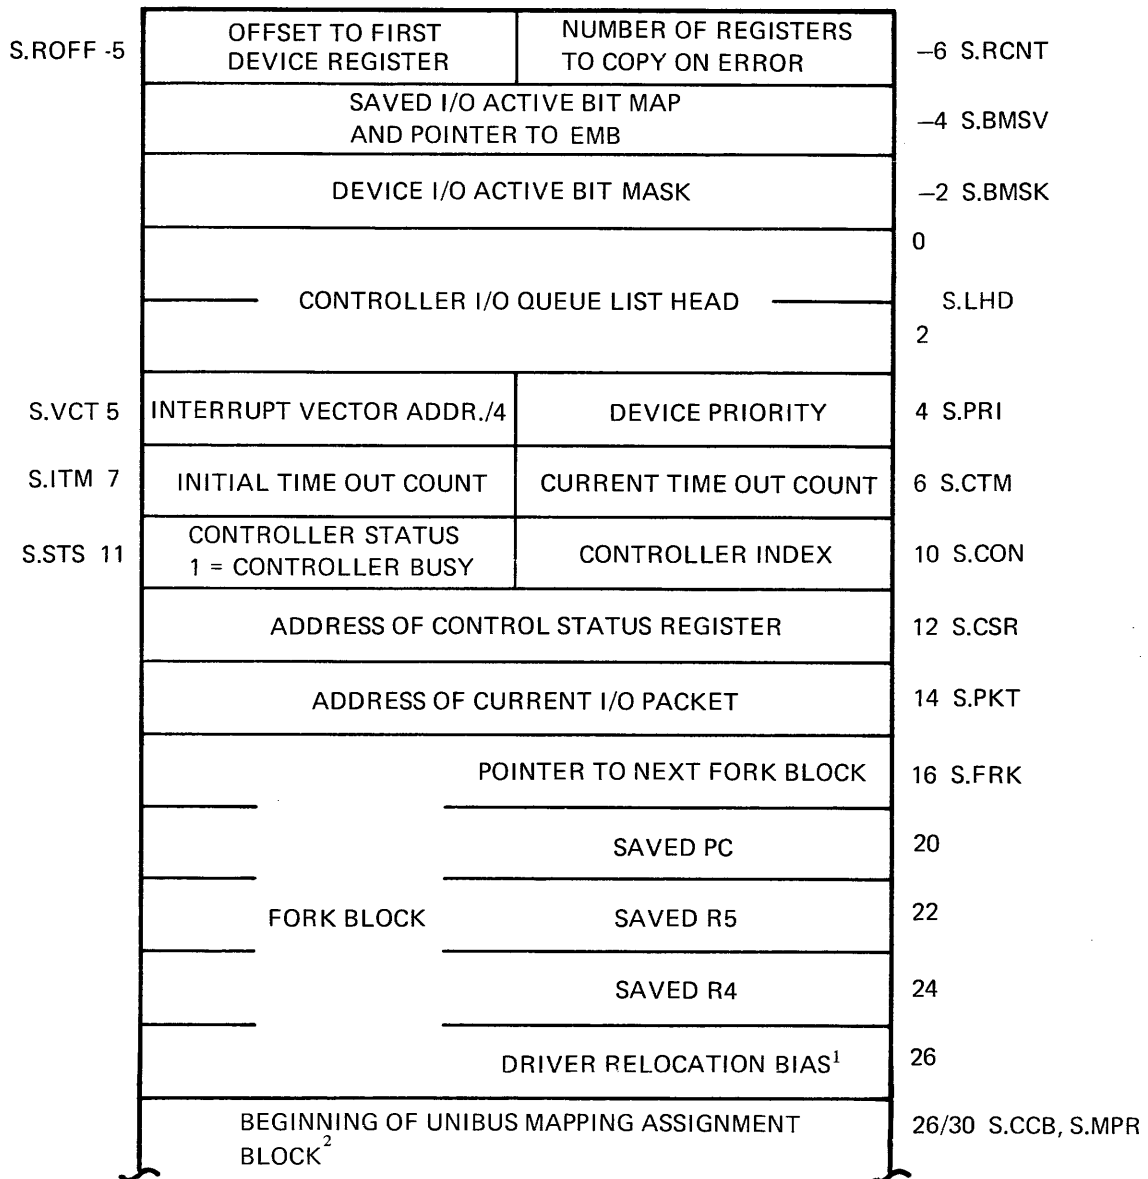 OFFSET TO FIRST NUMBER OF REGISTERS
S.ROFF -5 DEVICE REGISTER TO COPY ON ERROR –6 S.RCNT
SAVED I/O ACTIVE BIT MAP
AND POINTER TO EMB –4 S.BMSV
DEVICE I/O ACTIVE BIT MASK –2 S.BMSK
0
CONTROLLER I/O QUEUE LIST HEAD S.LHD
2
S.VCT 5 INTERRUPT VECTOR ADDR./4 DEVICE PRIORITY 4 S.PRI
S.ITM 7 INITIAL TIME OUT COUNT CURRENT TIME OUT COUNT 6 S.CTM
CONTROLLER STATUS
S.STS 11 1 = CONTROLLER BUSY CONTROLLER INDEX 10 S.CON
ADDRESS OF CONTROL STATUS REGISTER 12 S.CSR
ADDRESS OF CURRENT I/O PACKET 14 S.PKT
POINTER TO NEXT FORK BLOCK 16 S.FRK
SAVED PC 20
FORK BLOCK SAVED R5 22
SAVED R4 24
DRIVER RELOCATION BIAS¹ 26
BEGINNING OF UNIBUS MAPPING ASSIGNMENT 26/30 S.CCB, S.MPR
BLOCK²